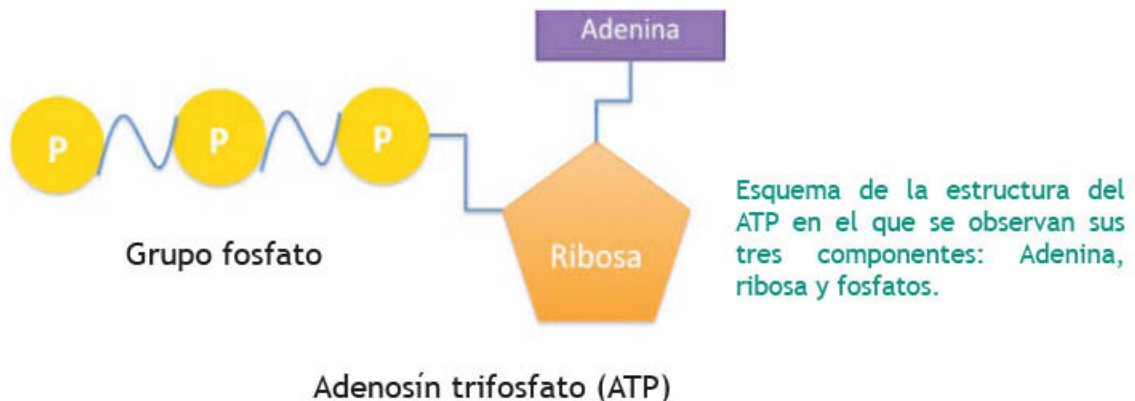 Adenina
P P P
Ribosa
Grupo fosfato
Adenosín trifosfato (ATP)
Esquema de la estructura del
ATP en el que se observan sus
tres componentes: Adenina,
ribosa y fosfatos.